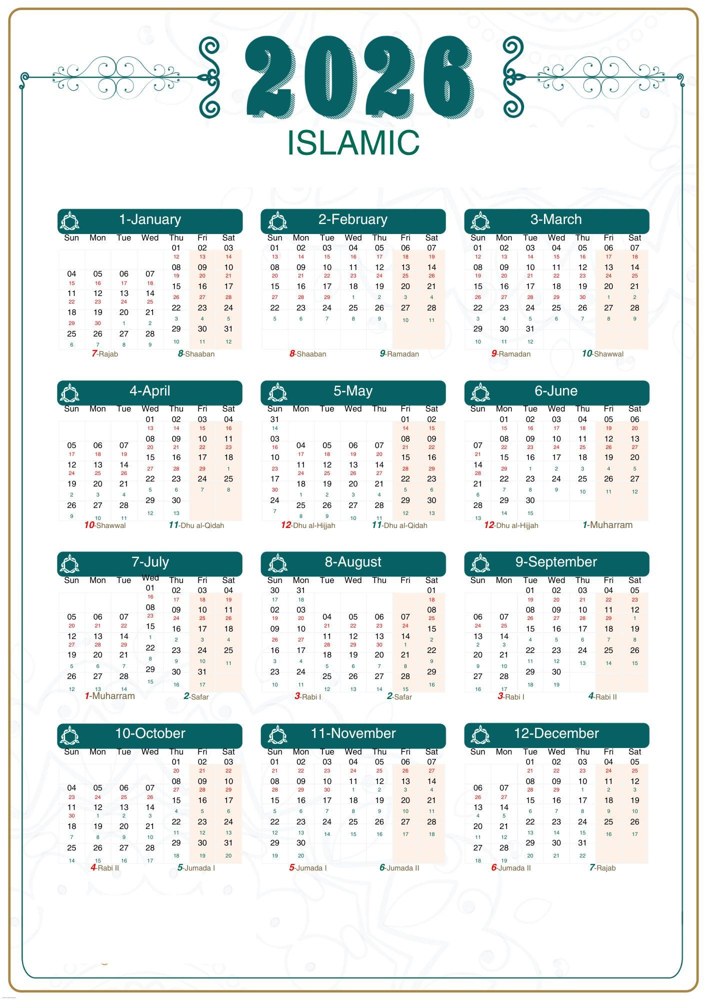 2026
ISLAMIC
1-January
Sun Mon Tue Wed Thu Fri Sat
01 02 03
12 13 14
04 05 06 07 08 09 10
15 16 17 18 19 20 21
11 12 13 14 15 16 17
22 23 24 25 26 27 28
18 19 20 21 22 23 24
29 30 1 2 3 4 5
25 26 27 28 29 30 31
6 7 8 9 10 11 12
7-Rajab 8-Shaaban
2-February
Sun Mon Tue Wed Thu Fri Sat
01 02 03 04 05 06 07
13 14 15 16 17 18 19
08 09 10 11 12 13 14
20 21 22 23 24 25 26
15 16 17 18 19 20 21
27 28 29 1 2 3 4
22 23 24 25 26 27 28
5 6 7 8 9 10 11
8-Shaaban 9-Ramadan
3-March
Sun Mon Tue Wed Thu Fri Sat
01 02 03 04 05 06 07
12 13 14 15 16 17 18
08 09 10 11 12 13 14
19 20 21 22 23 24 25
15 16 17 18 19 20 21
26 27 28 29 30 1 2
22 23 24 25 26 27 28
3 4 5 6 7 8 9
29 30 31
10 11 12
9-Ramadan 10-Shawwal
4-April
Sun Mon Tue Wed Thu Fri Sat
01 02 03 04
13 14 15 16
05 06 07 08 09 10 11
17 18 19 20 21 22 23
12 13 14 15 16 17 18
24 25 26 27 28 29 1
19 20 21 22 23 24 25
2 3 4 5 6 7 8
26 27 28 29 30
9 10 11 12 13
10-Shawwal 11-Dhu al-Qidah
5-May
Sun Mon Tue Wed Thu Fri Sat
31 01 02
14 14 15
03 04 05 06 07 08 09
16 17 18 19 20 21 22
10 11 12 13 14 15 16
23 24 25 26 27 28 29
17 18 19 20 21 22 23
30 1 2 3 4 5 6
24 25 26 27 28 29 30
7 8 9 10 11 12 13
12-Dhu al-Hijjah 11-Dhu al-Qidah
6-June
Sun Mon Tue Wed Thu Fri Sat
01 02 03 04 05 06
15 16 17 18 19 20
07 08 09 10 11 12 13
21 22 23 24 25 26 27
14 15 16 17 18 19 20
28 29 1 2 3 4 5
21 22 23 24 25 26 27
6 7 8 9 10 11 12
28 29 30
13 14 15
12-Dhu al-Hijjah 1-Muharram
7-July
Sun Mon Tue Wed Thu Fri Sat
01 02 03 04
16 17 18 19
05 06 07 08 09 10 11
20 21 22 23 24 25 26
12 13 14 15 16 17 18
27 28 29 1 2 3 4
19 20 21 22 23 24 25
5 6 7 8 9 10 11
26 27 28 29 30 31
12 13 14 15 16 17
1-Muharram 2-Safar
8-August
Sun Mon Tue Wed Thu Fri Sat
30 31 01
17 18 18
02 03 04 05 06 07 08
19 20 21 22 23 24 25
09 10 11 12 13 14 15
26 27 28 29 30 1 2
16 17 18 19 20 21 22
3 4 5 6 7 8 9
23 24 25 26 27 28 29
10 11 12 13 14 15 16
3-Rabi I 2-Safar
9-September
Sun Mon Tue Wed Thu Fri Sat
01 02 03 04 05
19 20 21 22 23
06 07 08 09 10 11 12
24 25 26 27 28 29 1
13 14 15 16 17 18 19
2 3 4 5 6 7 8
20 21 22 23 24 25 26
9 10 11 12 13 14 15
27 28 29 30
16 17 18 19
3-Rabi I 4-Rabi II
10-October
Sun Mon Tue Wed Thu Fri Sat
01 02 03
20 21 22
04 05 06 07 08 09 10
23 24 25 26 27 28 29
11 12 13 14 15 16 17
30 1 2 3 4 5 6
18 19 20 21 22 23 24
7 8 9 10 11 12 13
25 26 27 28 29 30 31
14 15 16 17 18 19 20
4-Rabi II 5-Jumada I
11-November
Sun Mon Tue Wed Thu Fri Sat
01 02 03 04 05 06 07
21 22 23 24 25 26 27
08 09 10 11 12 13 14
28 29 30 1 2 3 4
15 16 17 18 19 20 21
5 6 7 8 9 10 11
22 23 24 25 26 27 28
12 13 14 15 16 17 18
29 30
19 20
5-Jumada I 6-Jumada II
12-December
Sun Mon Tue Wed Thu Fri Sat
01 02 03 04 05
21 22 23 24 25
06 07 08 09 10 11 12
26 27 28 29 1 2 3
13 14 15 16 17 18 19
4 5 6 7 8 9 10
20 21 22 23 24 25 26
11 12 13 14 15 16 17
27 28 29 30 31
18 19 20 21 22
6-Jumada II 7-Rajab